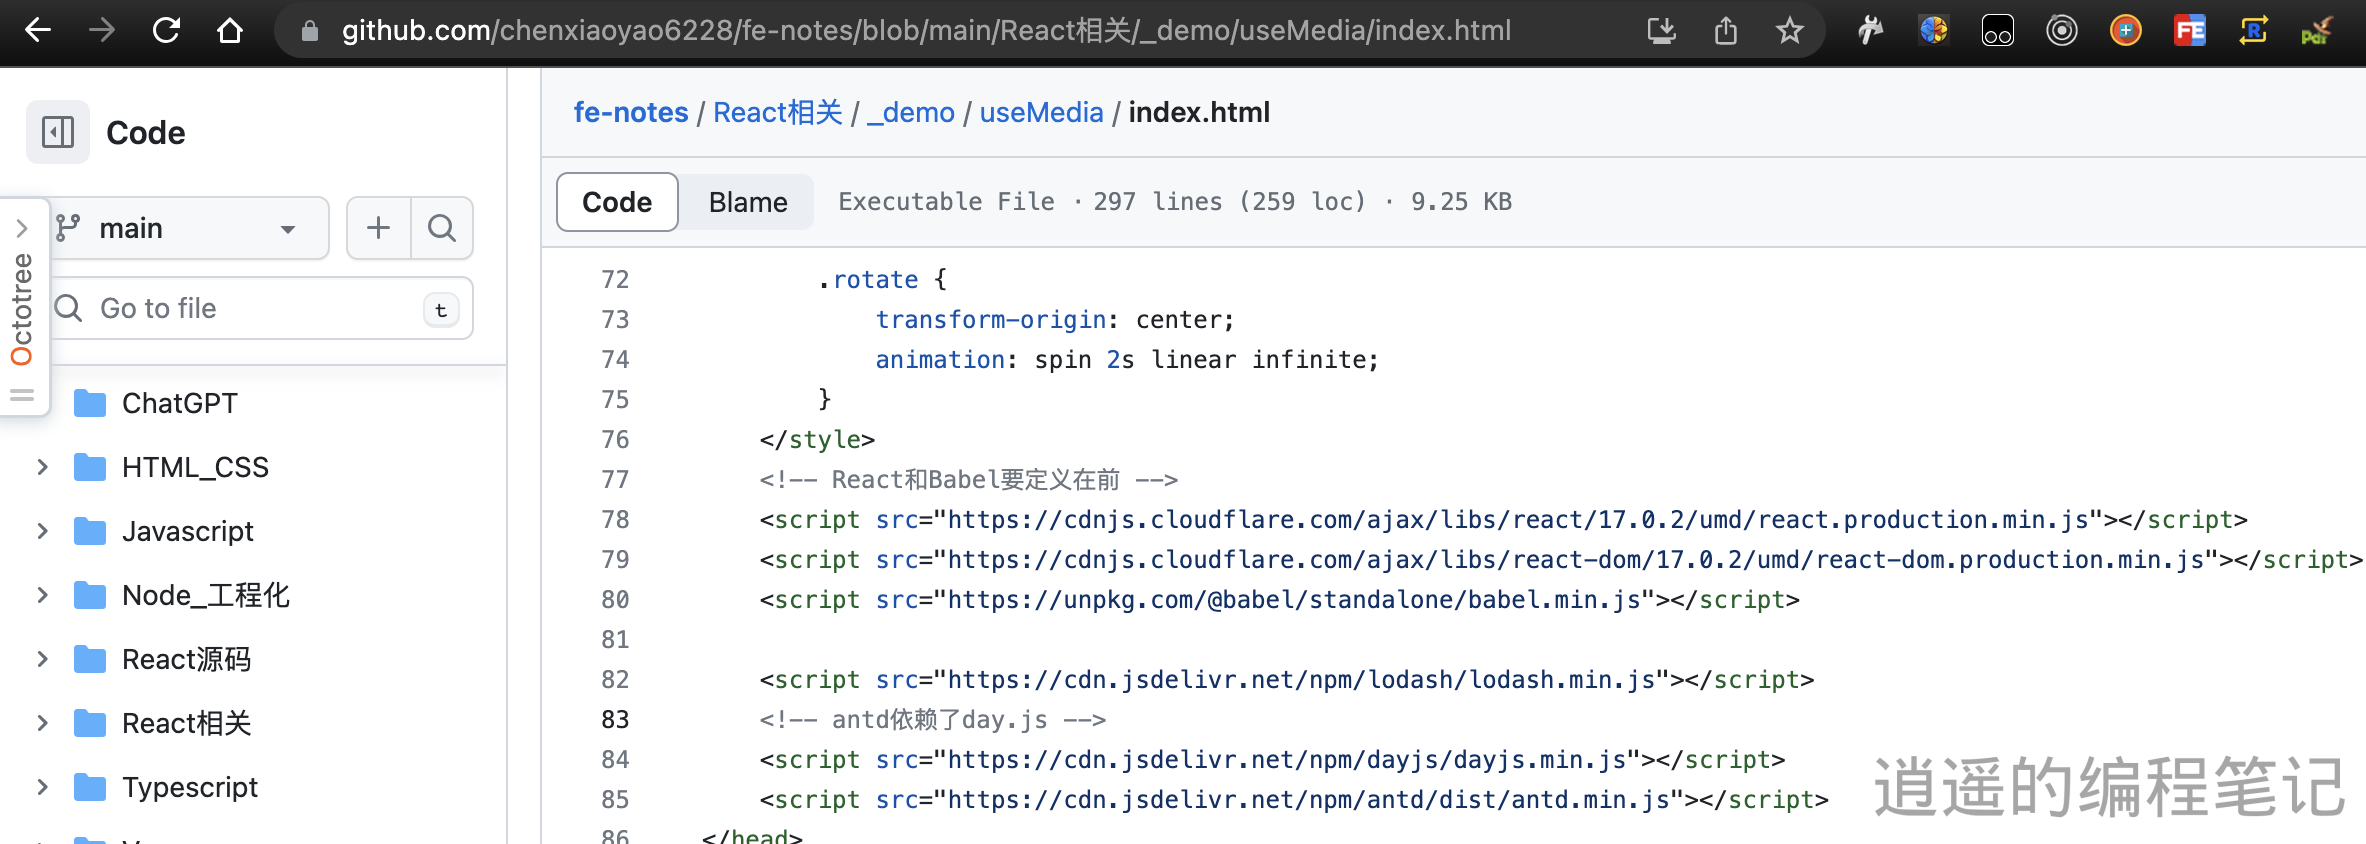 github.com/chenxiaoyao6228/fe-notes/blob/main/React相关/_demo/useMedia/index.html
FE
R
Pdf
Code
fe-notes / React相关 / _demo / useMedia / index.html
main
Code
Blame
Executable File · 297 lines (259 loc) · 9.25 KB
Octotree
Go to file
t
ChatGPT
HTML_CSS
Javascript
Node_工程化
React源码
React相关
Typescript
72 .rotate {
73 transform-origin: center;
74 animation: spin 2s linear infinite;
75 }
76 </style>
77 <!-- React和Babel要定义在前 -->
78 <script src="https://cdnjs.cloudflare.com/ajax/libs/react/17.0.2/umd/react.production.min.js"></script>
79 <script src="https://cdnjs.cloudflare.com/ajax/libs/react-dom/17.0.2/umd/react-dom.production.min.js"></script>
80 <script src="https://unpkg.com/@babel/standalone/babel.min.js"></script>
81
82 <script src="https://cdn.jsdelivr.net/npm/lodash/lodash.min.js"></script>
83 <!-- antd依赖了day.js -->
84 <script src="https://cdn.jsdelivr.net/npm/dayjs/dayjs.min.js"></script>
85 <script src="https://cdn.jsdelivr.net/npm/antd/dist/antd.min.js"></script>
86 </head>
逍遥的编程笔记